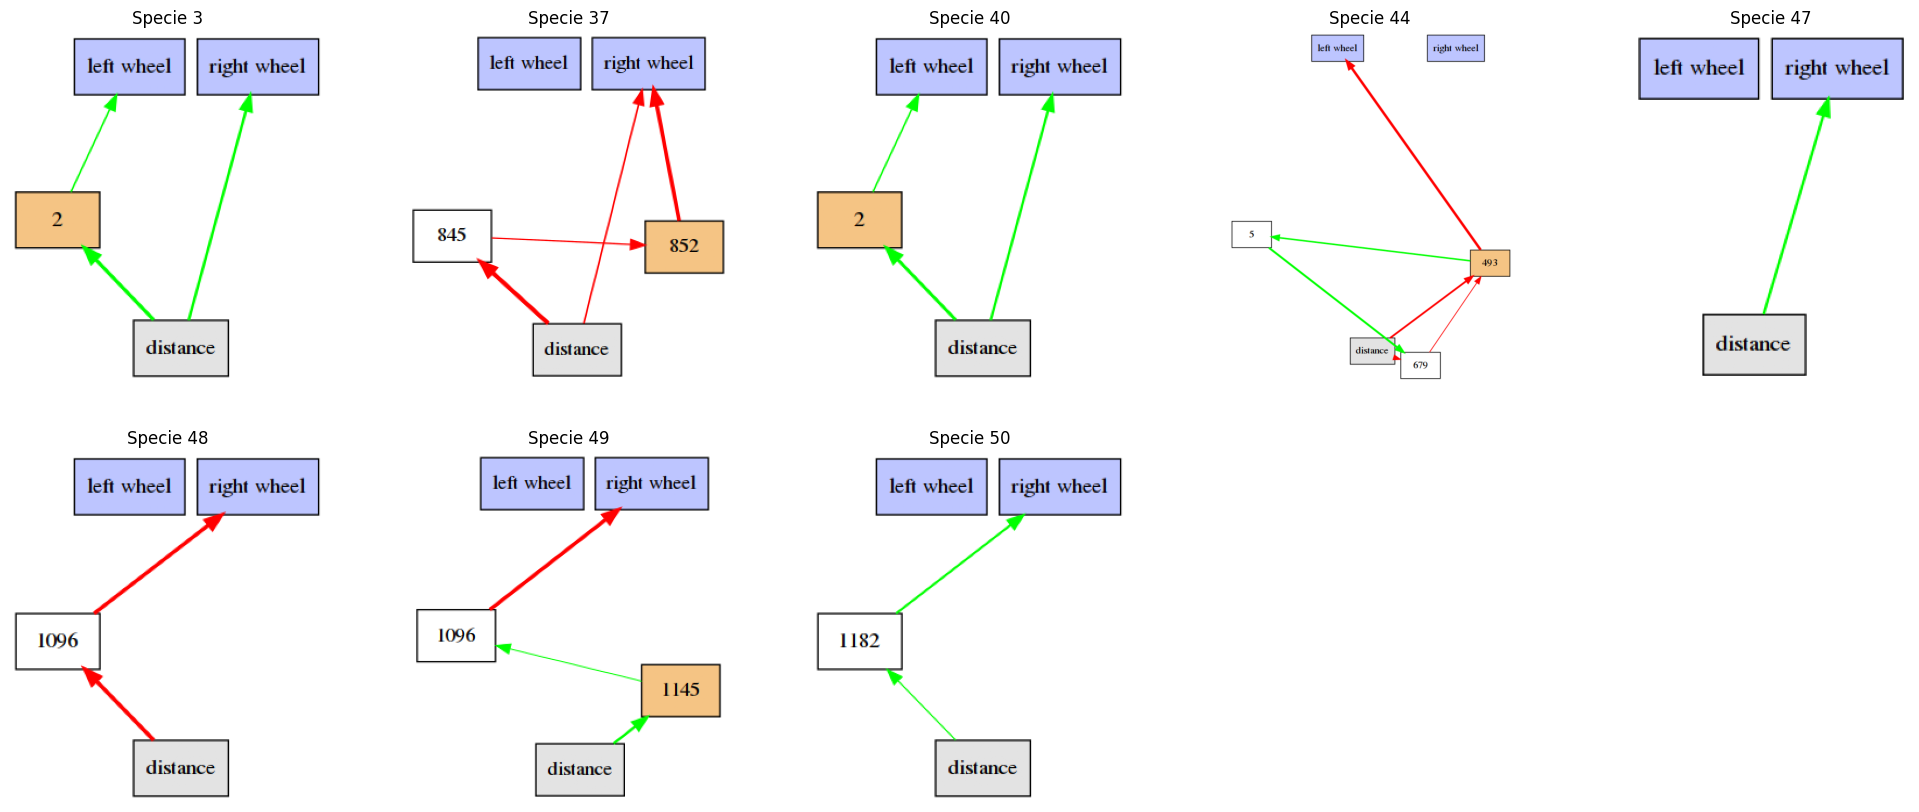 Specie 3
left wheel
right wheel
2
distance
Specie 37
left wheel
right wheel
845
852
distance
Specie 40
left wheel
right wheel
2
distance
Specie 44
left wheel
right wheel
5
493
distance
679
Specie 47
left wheel
right wheel
distance
Specie 48
left wheel
right wheel
1096
distance
Specie 49
left wheel
right wheel
1096
1145
distance
Specie 50
left wheel
right wheel
1182
distance